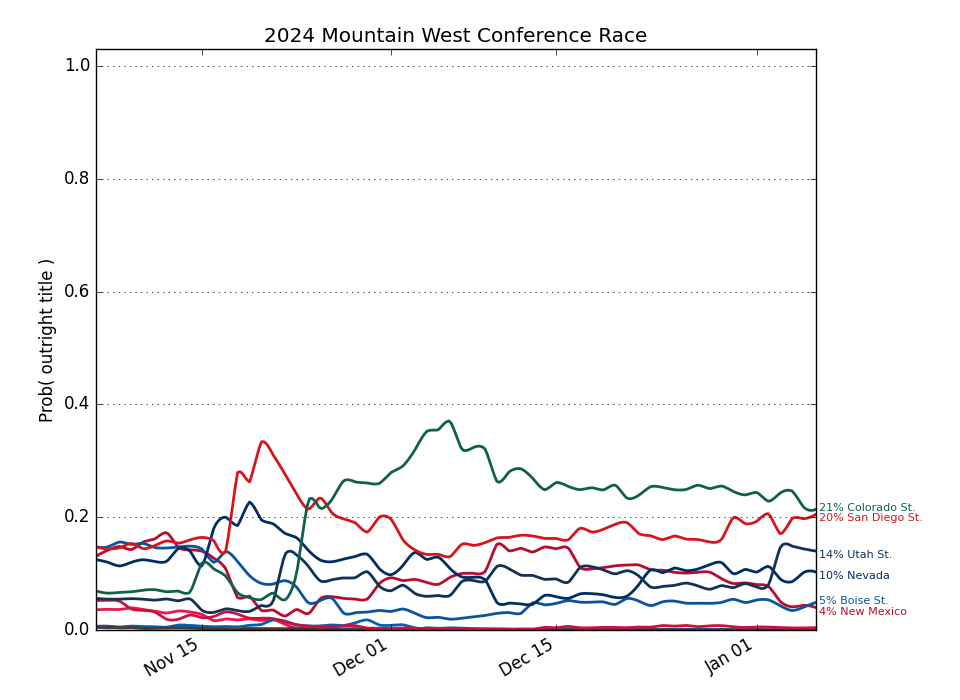 2024 Mountain West Conference Race
Prob( outright title )
1.0
0.8
0.6
0.4
0.2
0.0
Nov 15
Dec 01
Dec 15
Jan 01
21% Colorado St.
20% San Diego St.
14% Utah St.
10% Nevada
5% Boise St.
4% New Mexico